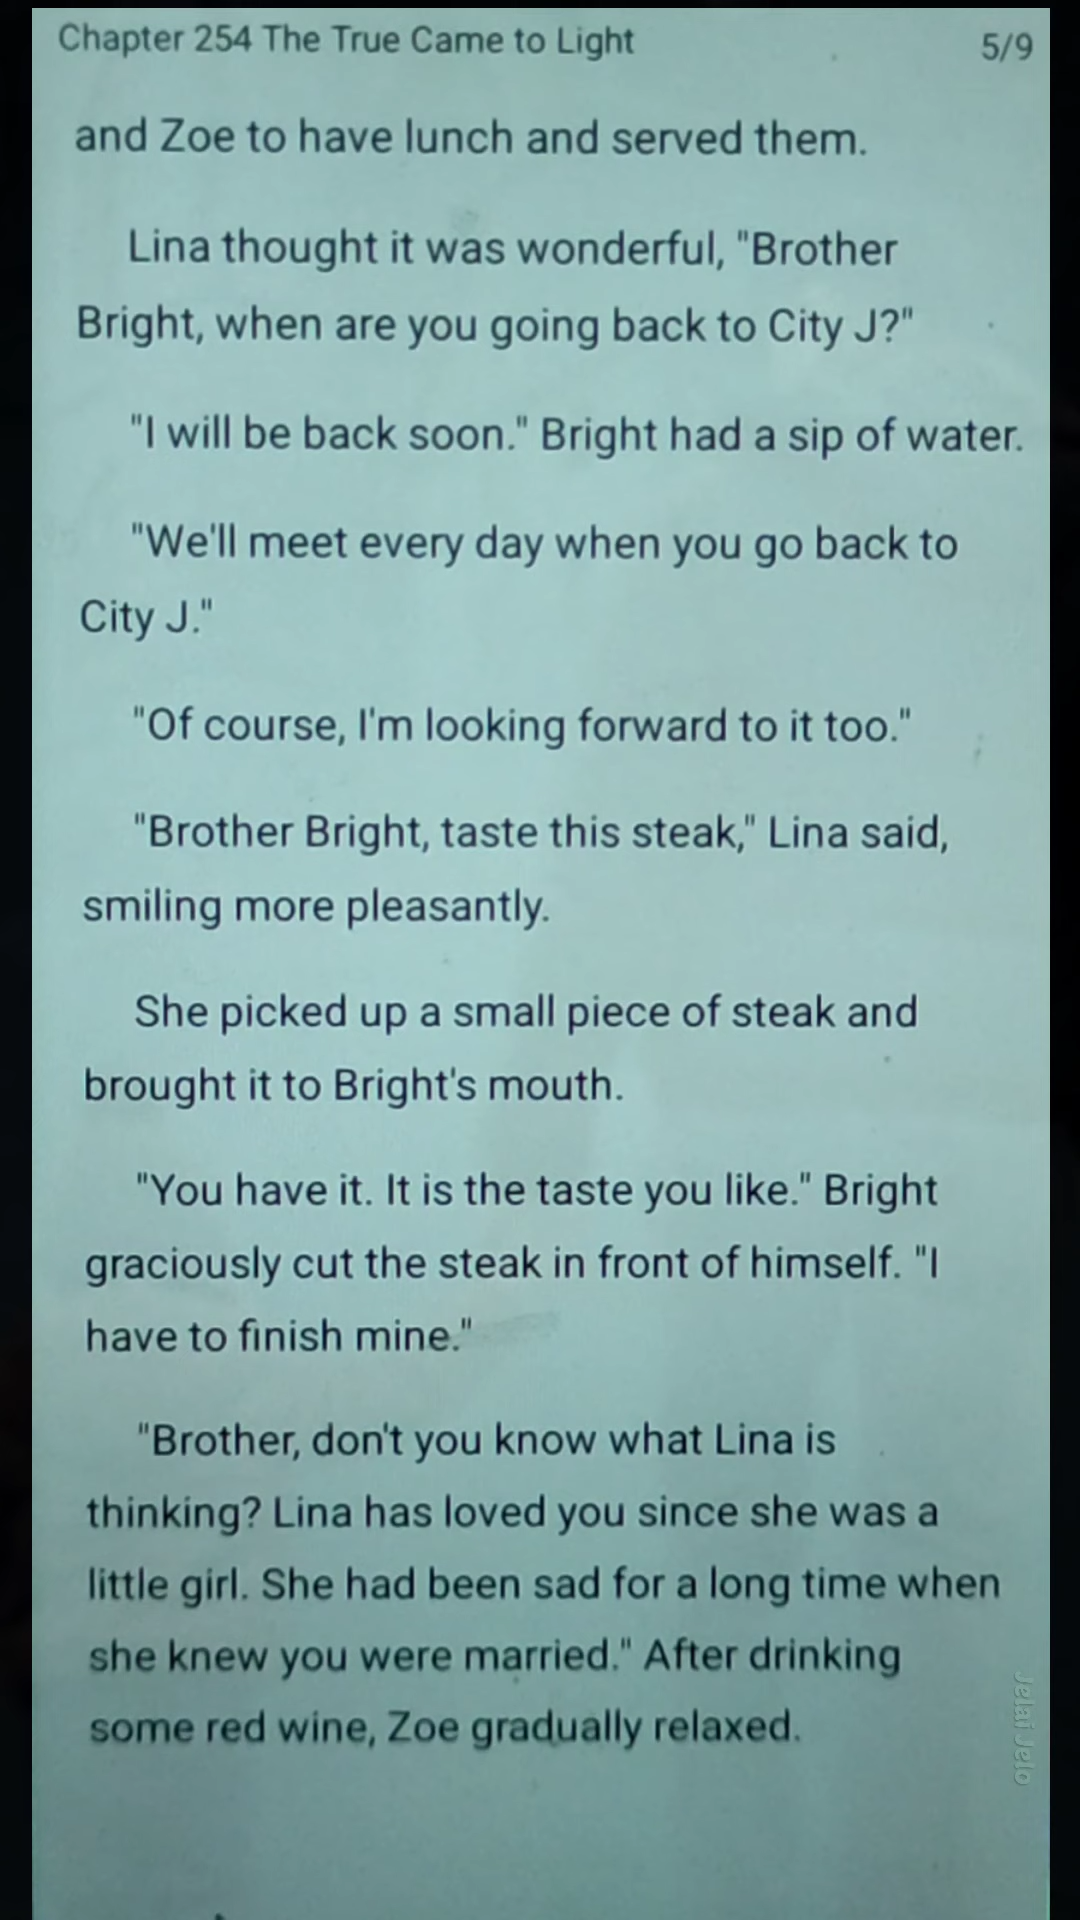 Chapter 254 The True Came to Light
5/9
and Zoe to have lunch and served them.
Lina thought it was wonderful, "Brother
Bright, when are you going back to City J?"
"I will be back soon." Bright had a sip of water.
"We'll meet every day when you go back to
City J."
"Of course, I'm looking forward to it too."
"Brother Bright, taste this steak," Lina said,
smiling more pleasantly.
She picked up a small piece of steak and
brought it to Bright's mouth.
"You have it. It is the taste you like." Bright
graciously cut the steak in front of himself. "I
have to finish mine."
"Brother, don't you know what Lina is
thinking? Lina has loved you since she was a
little girl. She had been sad for a long time when
she knew you were married." After drinking
some red wine, Zoe gradually relaxed.
Jelai Jelo